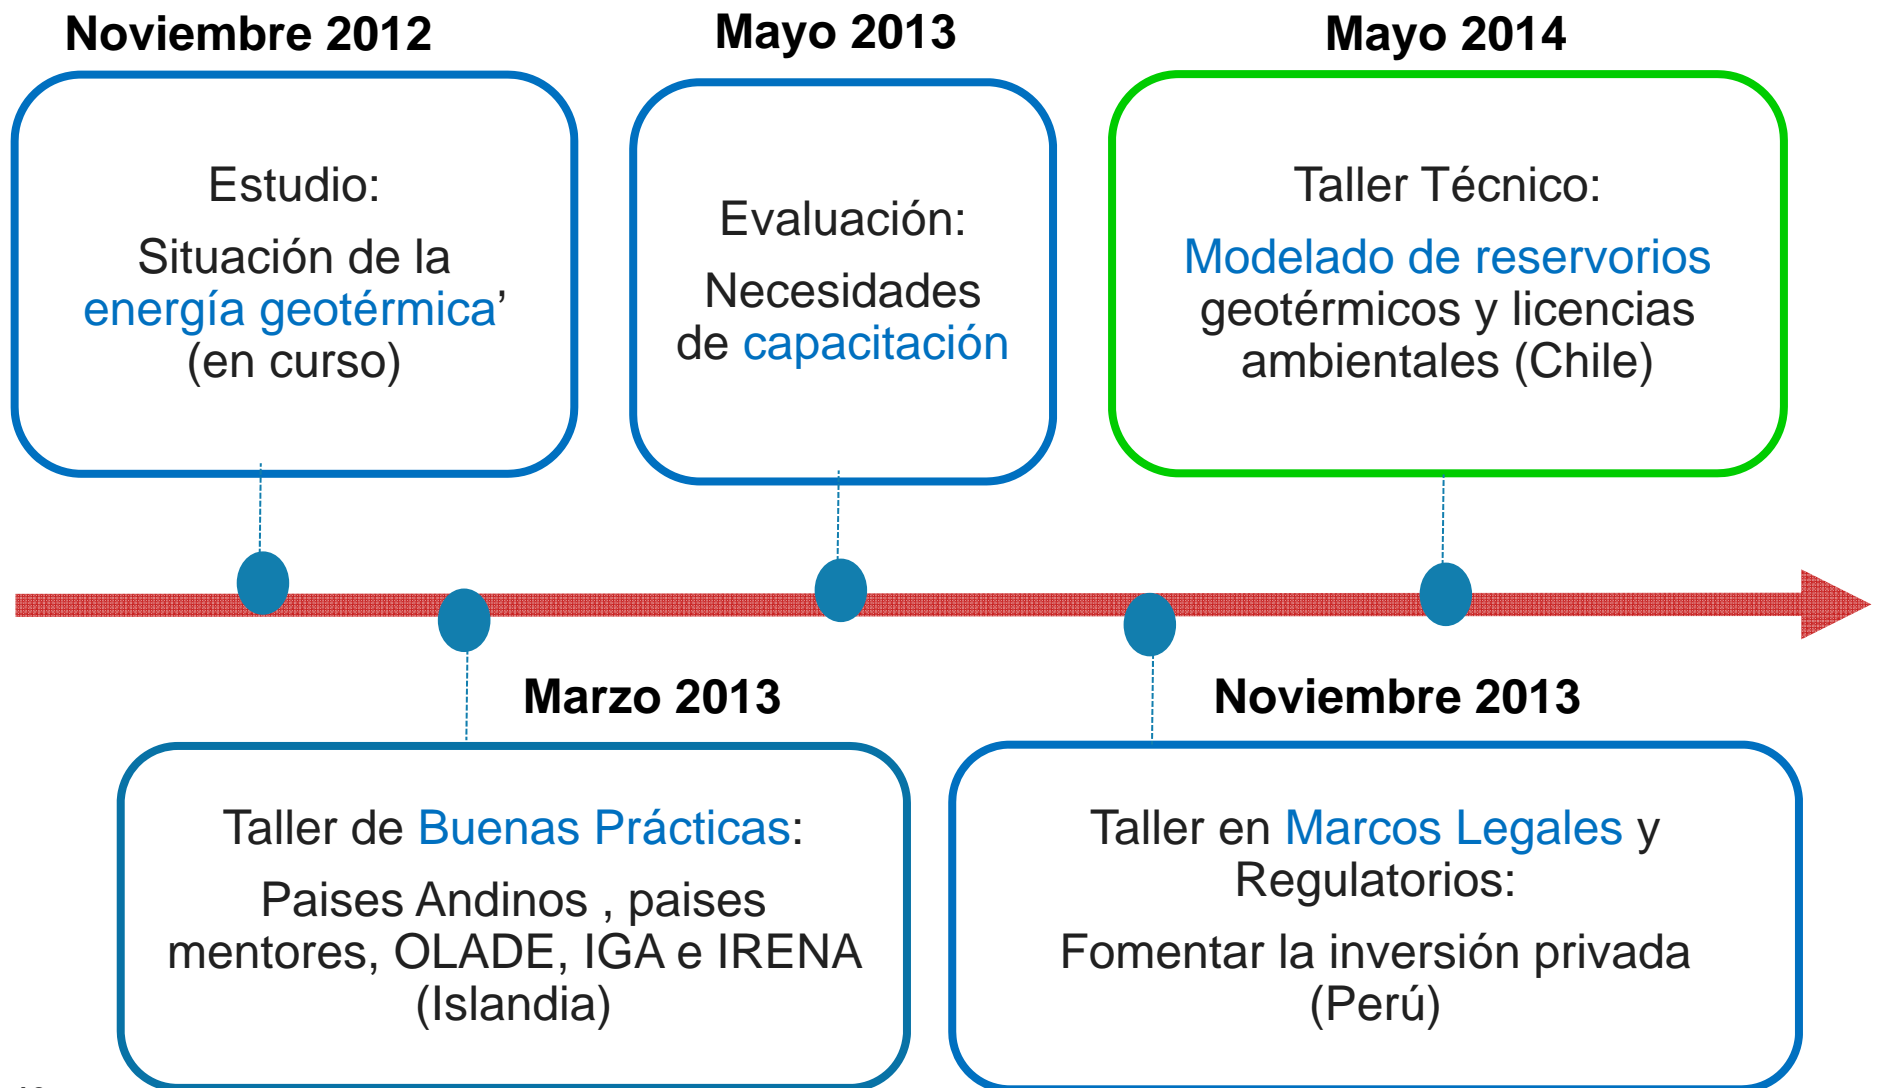 Noviembre 2012
Estudio:
Situación de la
energía geotérmica’
(en curso)
Mayo 2013
Evaluación:
Necesidades
de capacitación
Mayo 2014
Taller Técnico:
Modelado de reservorios
geotérmicos y licencias
ambientales (Chile)
Marzo 2013
Taller de Buenas Prácticas:
Paises Andinos , paises
mentores, OLADE, IGA e IRENA
(Islandia)
Noviembre 2013
Taller en Marcos Legales y
Regulatorios:
Fomentar la inversión privada
(Perú)